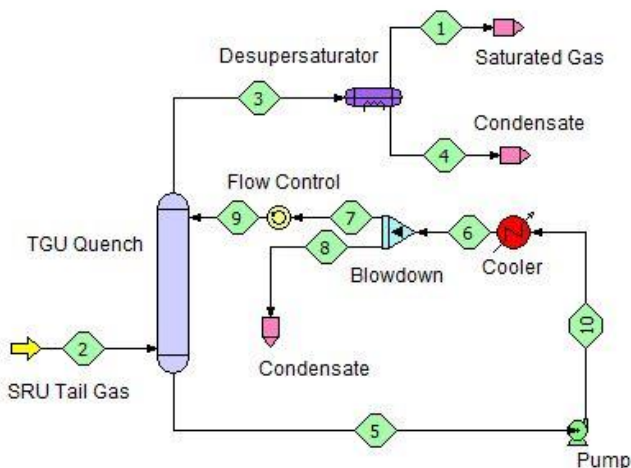 1
Saturated Gas
Desupersaturator
3
Condensate
4
Flow Control
9
7
6
TGU Quench
8
Blowdown
Cooler
10
2
SRU Tail Gas
Condensate
5
Pump